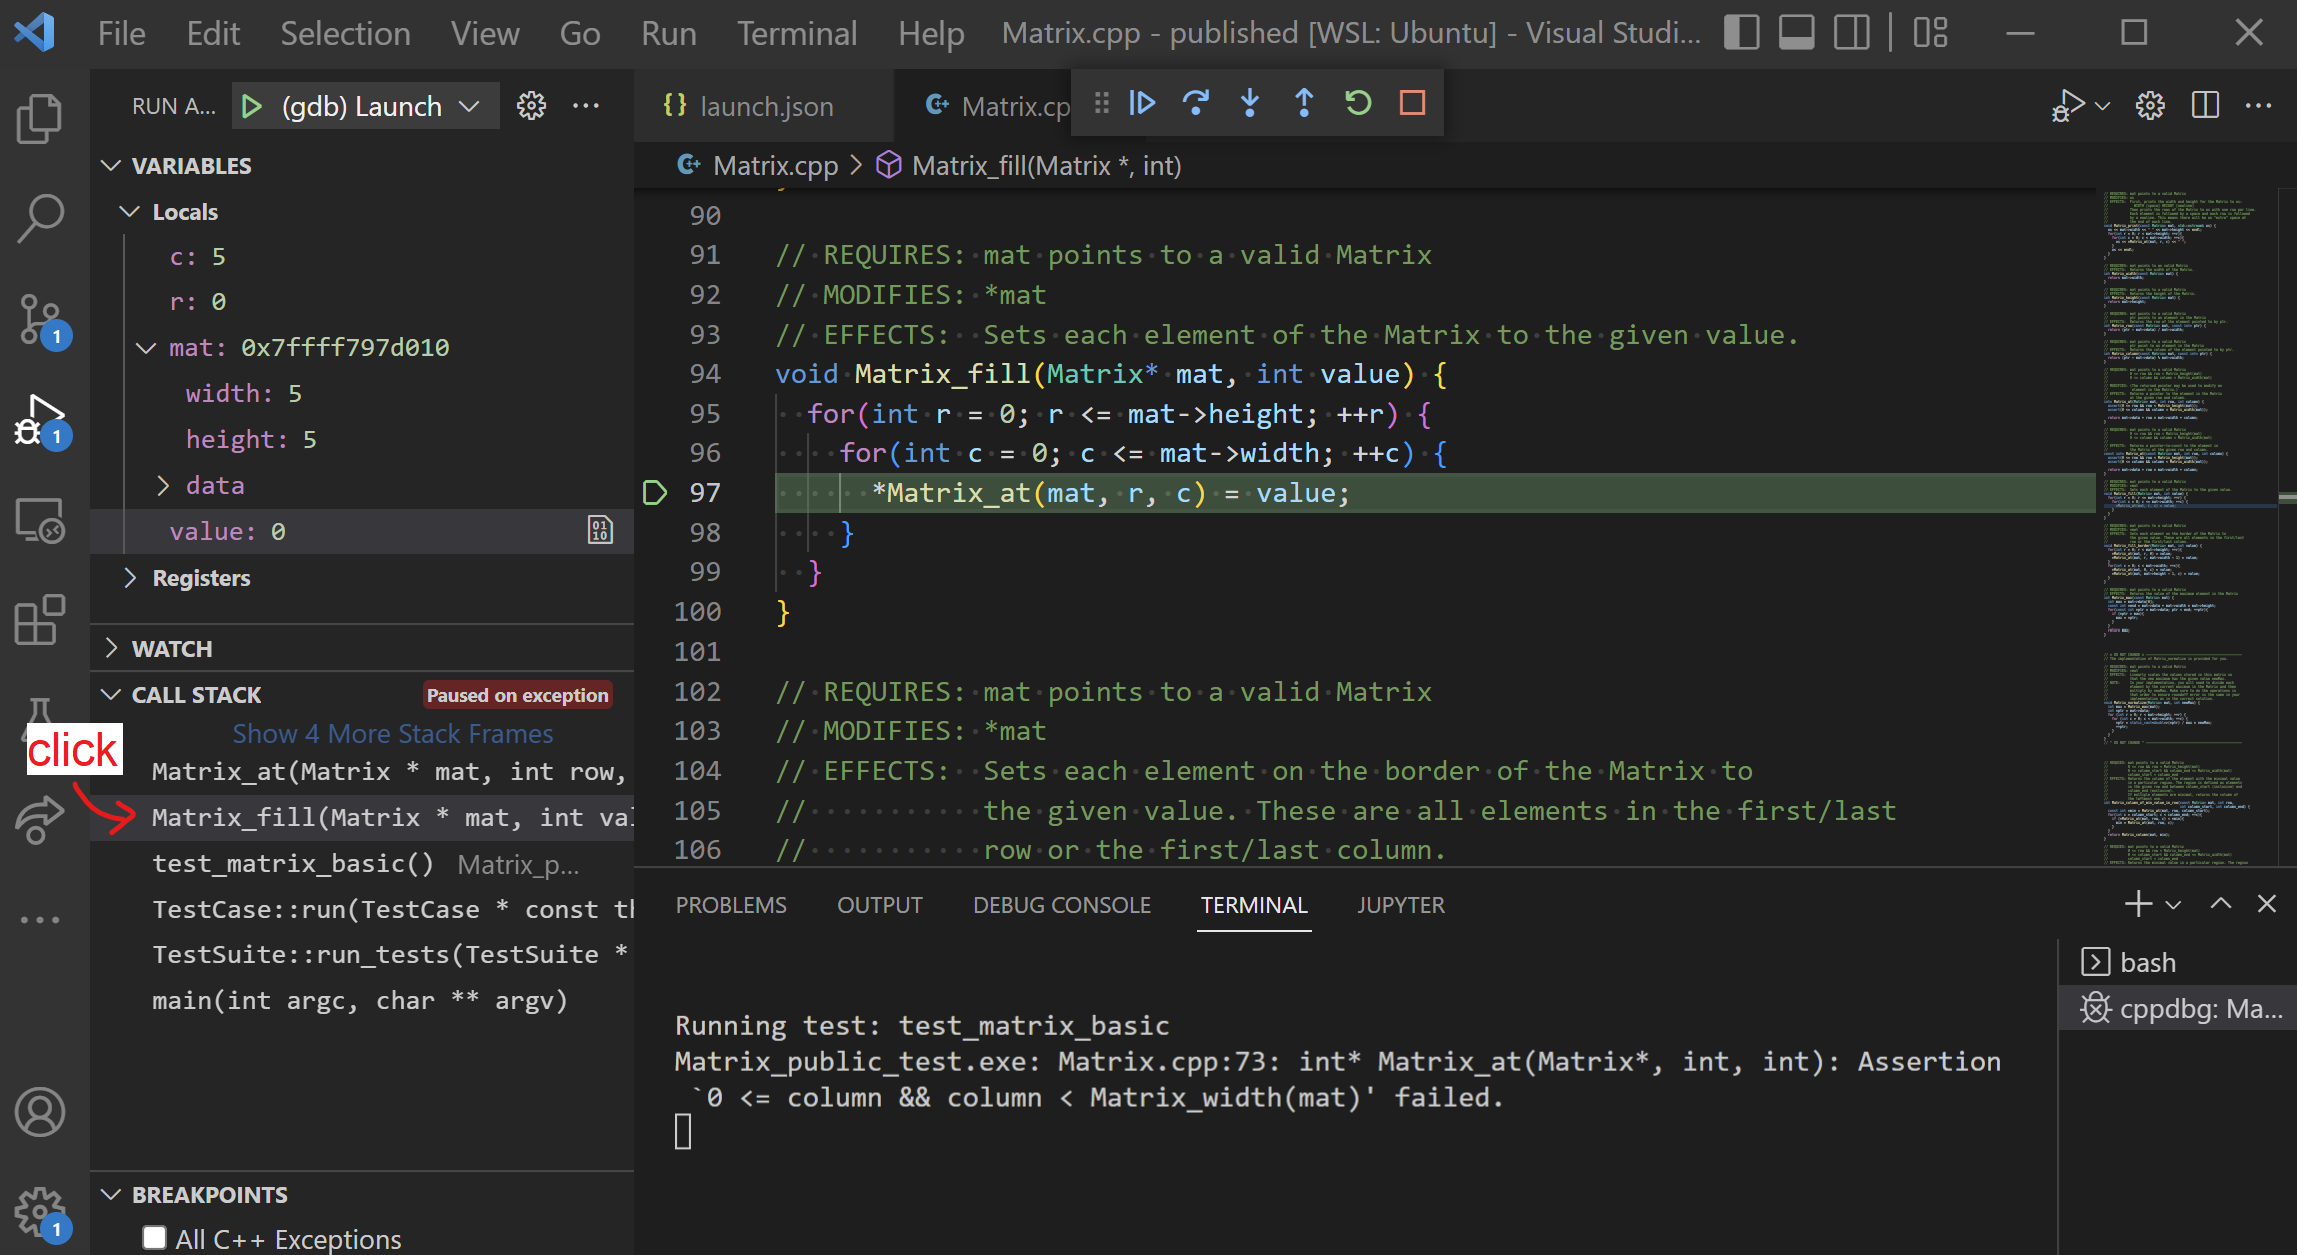 File Edit Selection View Go Run Terminal Help Matrix.cpp - published [WSL: Ubuntu] - Visual Studi...
RUN A... (gdb) Launch
launch.json Matrix.cp
Matrix.cpp > Matrix_fill(Matrix *, int)
VARIABLES
Locals
c: 5
r: 0
mat: 0x7ffff797d010
width: 5
height: 5
data
value: 0
Registers
WATCH
CALL STACK Paused on exception
Show 4 More Stack Frames
click
Matrix_at(Matrix * mat, int row,
Matrix_fill(Matrix * mat, int val
test_matrix_basic() Matrix_p...
TestCase::run(TestCase * const th
TestSuite::run_tests(TestSuite *
main(int argc, char ** argv)
BREAKPOINTS
All C++ Exceptions
1
1
1
90
91 // REQUIRES: mat points to a valid Matrix
92 // MODIFIES: *mat
93 // EFFECTS:  Sets each element of the Matrix to the given value.
94 void Matrix_fill(Matrix* mat, int value) {
95   for(int r = 0; r <= mat->height; ++r) {
96     for(int c = 0; c <= mat->width; ++c) {
97       *Matrix_at(mat, r, c) = value;
98     }
99   }
100 }
101
102 // REQUIRES: mat points to a valid Matrix
103 // MODIFIES: *mat
104 // EFFECTS:  Sets each element on the border of the Matrix to
105 //           the given value. These are all elements in the first/last
106 //           row or the first/last column.
PROBLEMS OUTPUT DEBUG CONSOLE TERMINAL JUPYTER
bash
cppdbg: Ma...
Running test: test_matrix_basic
Matrix_public_test.exe: Matrix.cpp:73: int* Matrix_at(Matrix*, int, int): Assertion
`0 <= column && column < Matrix_width(mat)' failed.